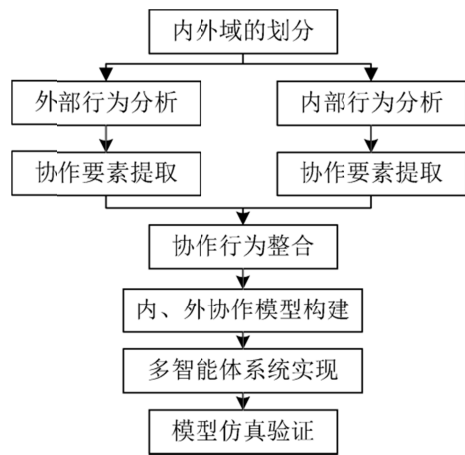 内外域的划分
外部行为分析
内部行为分析
协作要素提取
协作要素提取
协作行为整合
内、外协作模型构建
多智能体系统实现
模型仿真验证